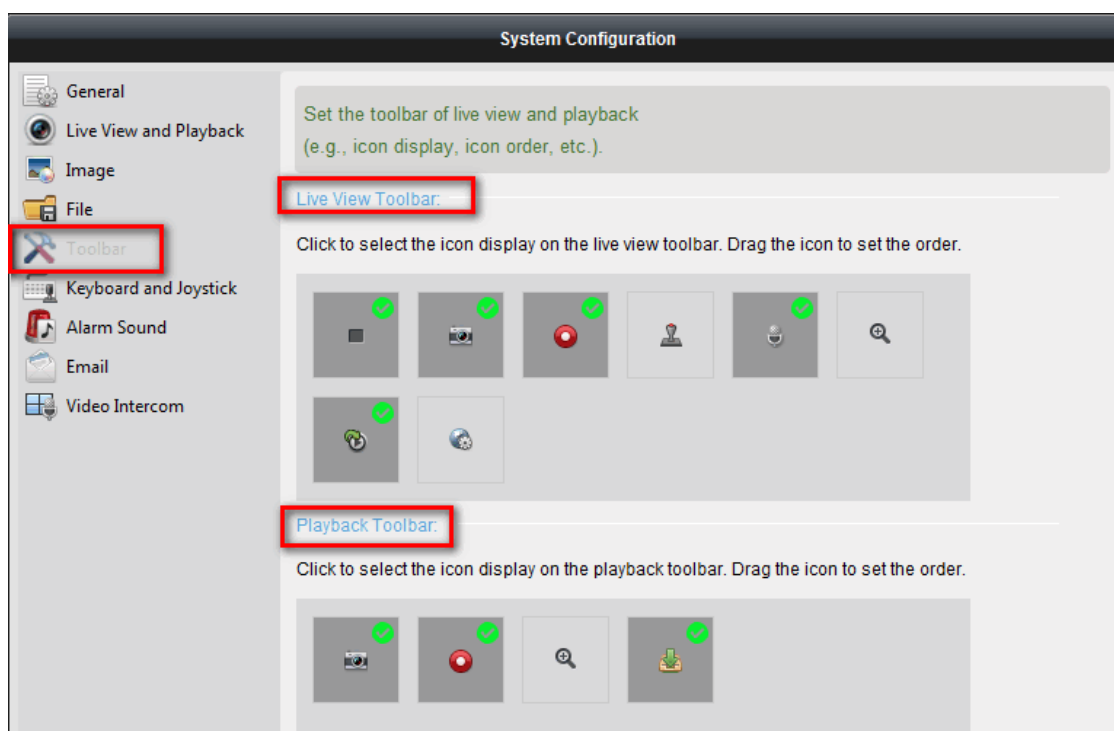 System Configuration
General
Live View and Playback
Image
File
Toolbar
Keyboard and Joystick
Alarm Sound
Email
Video Intercom
Set the toolbar of live view and playback
(e.g., icon display, icon order, etc.).
Live View Toolbar:
Click to select the icon display on the live view toolbar. Drag the icon to set the order.
Playback Toolbar:
Click to select the icon display on the playback toolbar. Drag the icon to set the order.